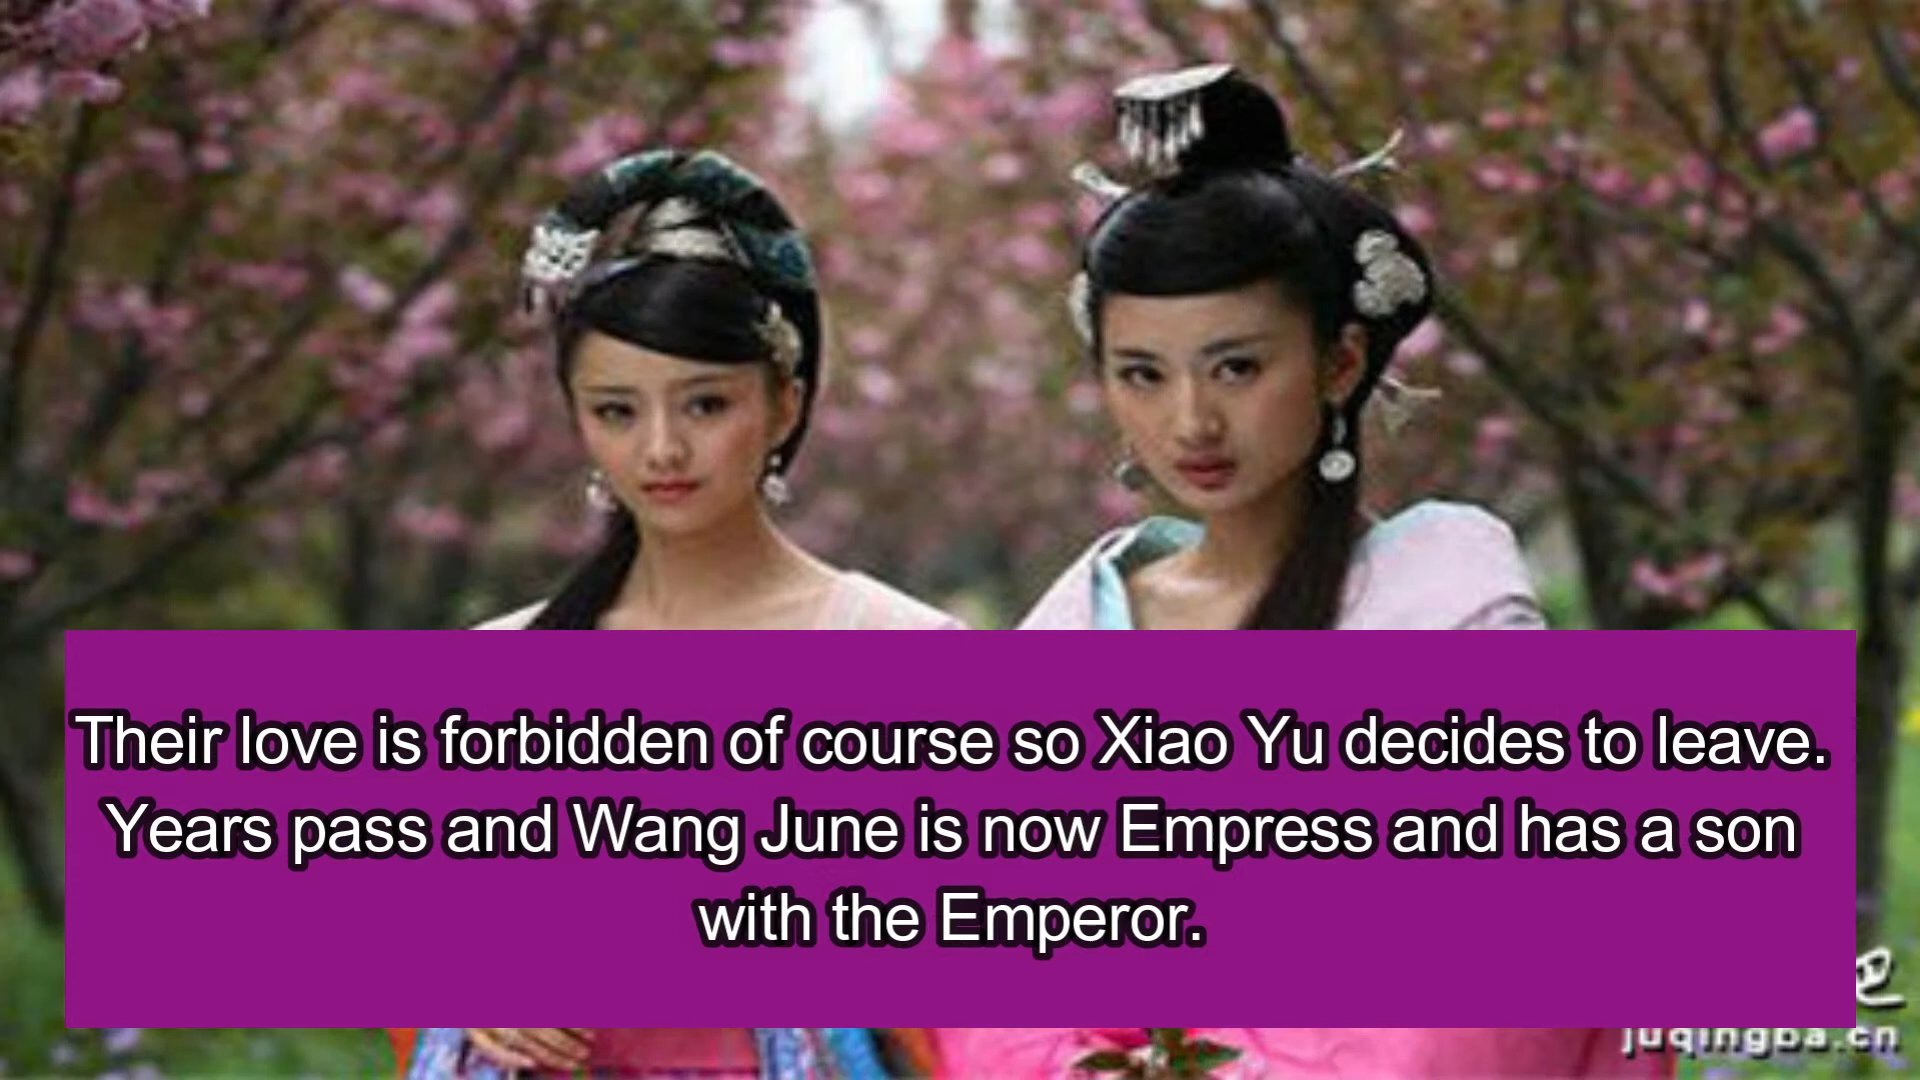 Their love is forbidden of course so Xiao Yu decides to leave.
Years pass and Wang June is now Empress and has a son
with the Emperor.
juqingba.cn